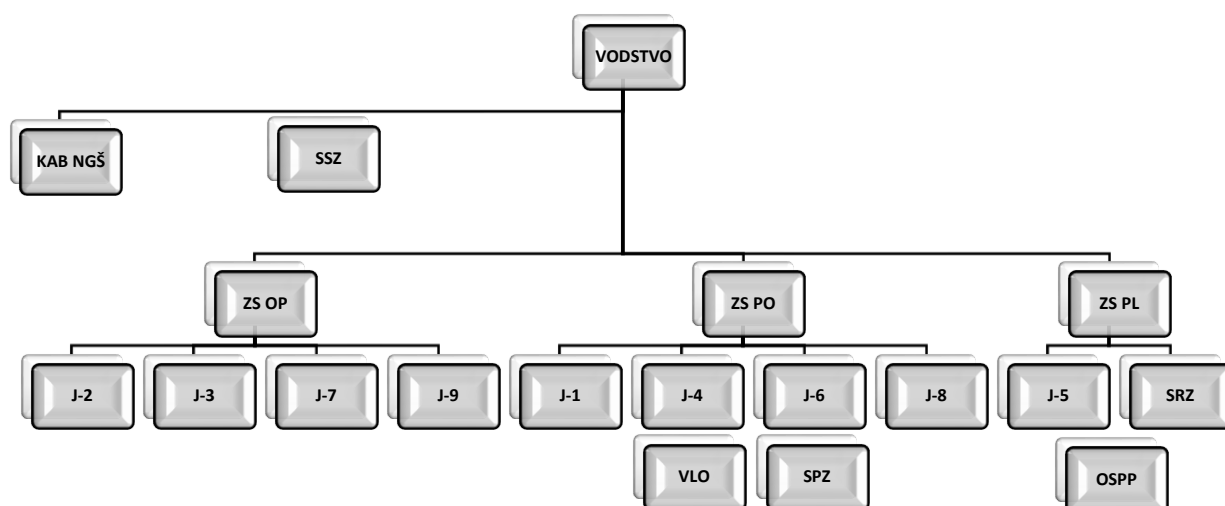 VODSTVO
KAB NGŠ
SSZ
ZS OP
ZS PO
ZS PL
J-2
J-3
J-7
J-9
J-1
J-4
J-6
J-8
J-5
SRZ
VLO
SPZ
OSPP